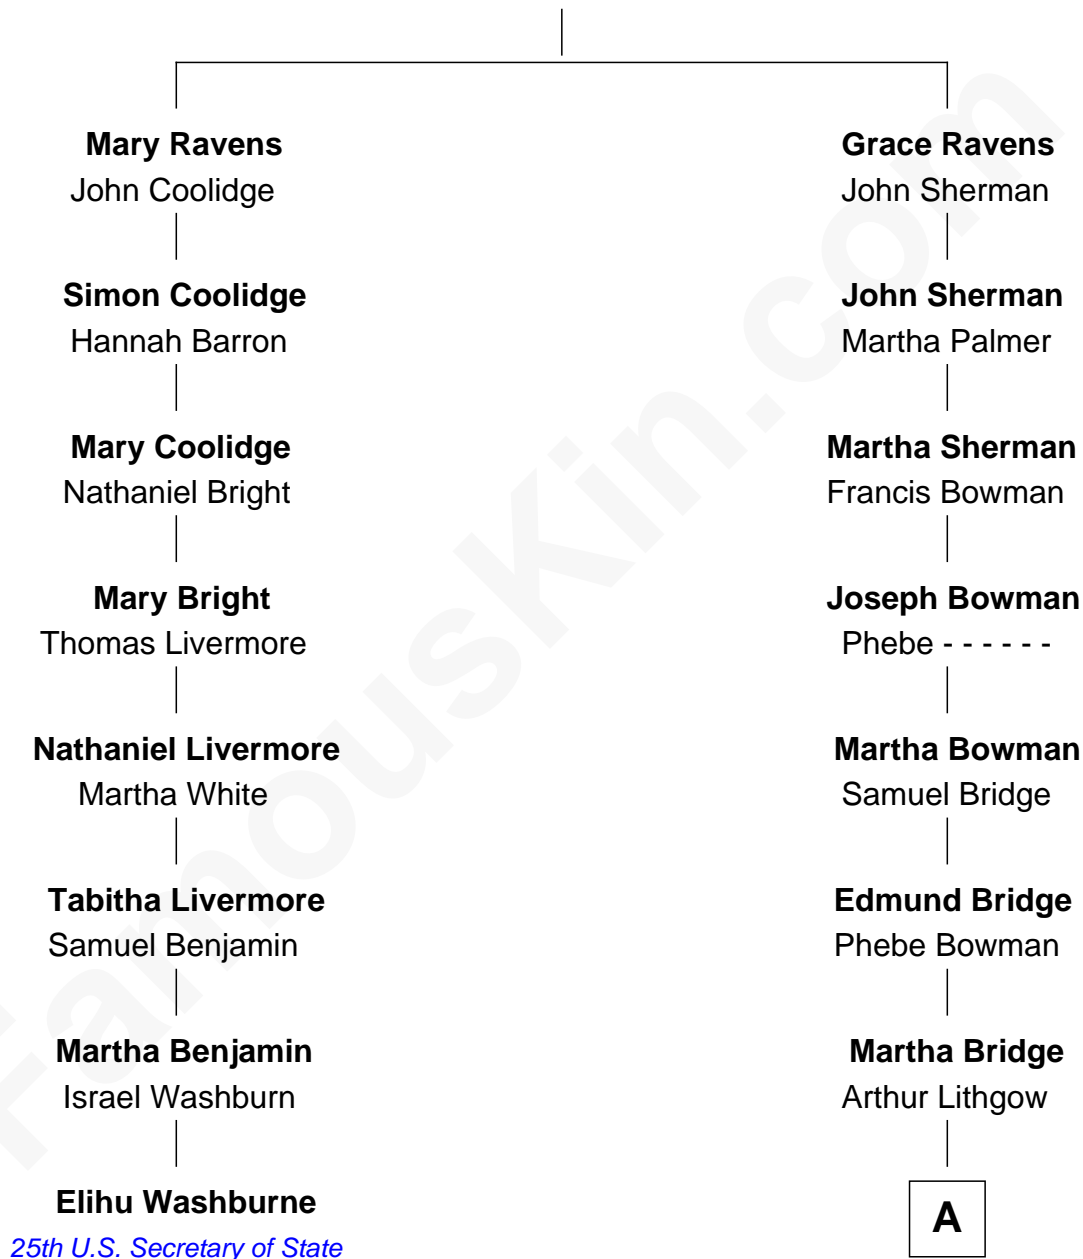 Mary Ravens
John Coolidge
Grace Ravens
John Sherman
Simon Coolidge
Hannah Barron
John Sherman
Martha Palmer
Mary Coolidge
Nathaniel Bright
Martha Sherman
Francis Bowman
Mary Bright
Thomas Livermore
Joseph Bowman
Phebe - - - - - -
Nathaniel Livermore
Martha White
Martha Bowman
Samuel Bridge
Tabitha Livermore
Samuel Benjamin
Edmund Bridge
Phebe Bowman
Martha Benjamin
Israel Washburn
Martha Bridge
Arthur Lithgow
Elihu Washburne
25th U.S. Secretary of State
A
FamousKin.com